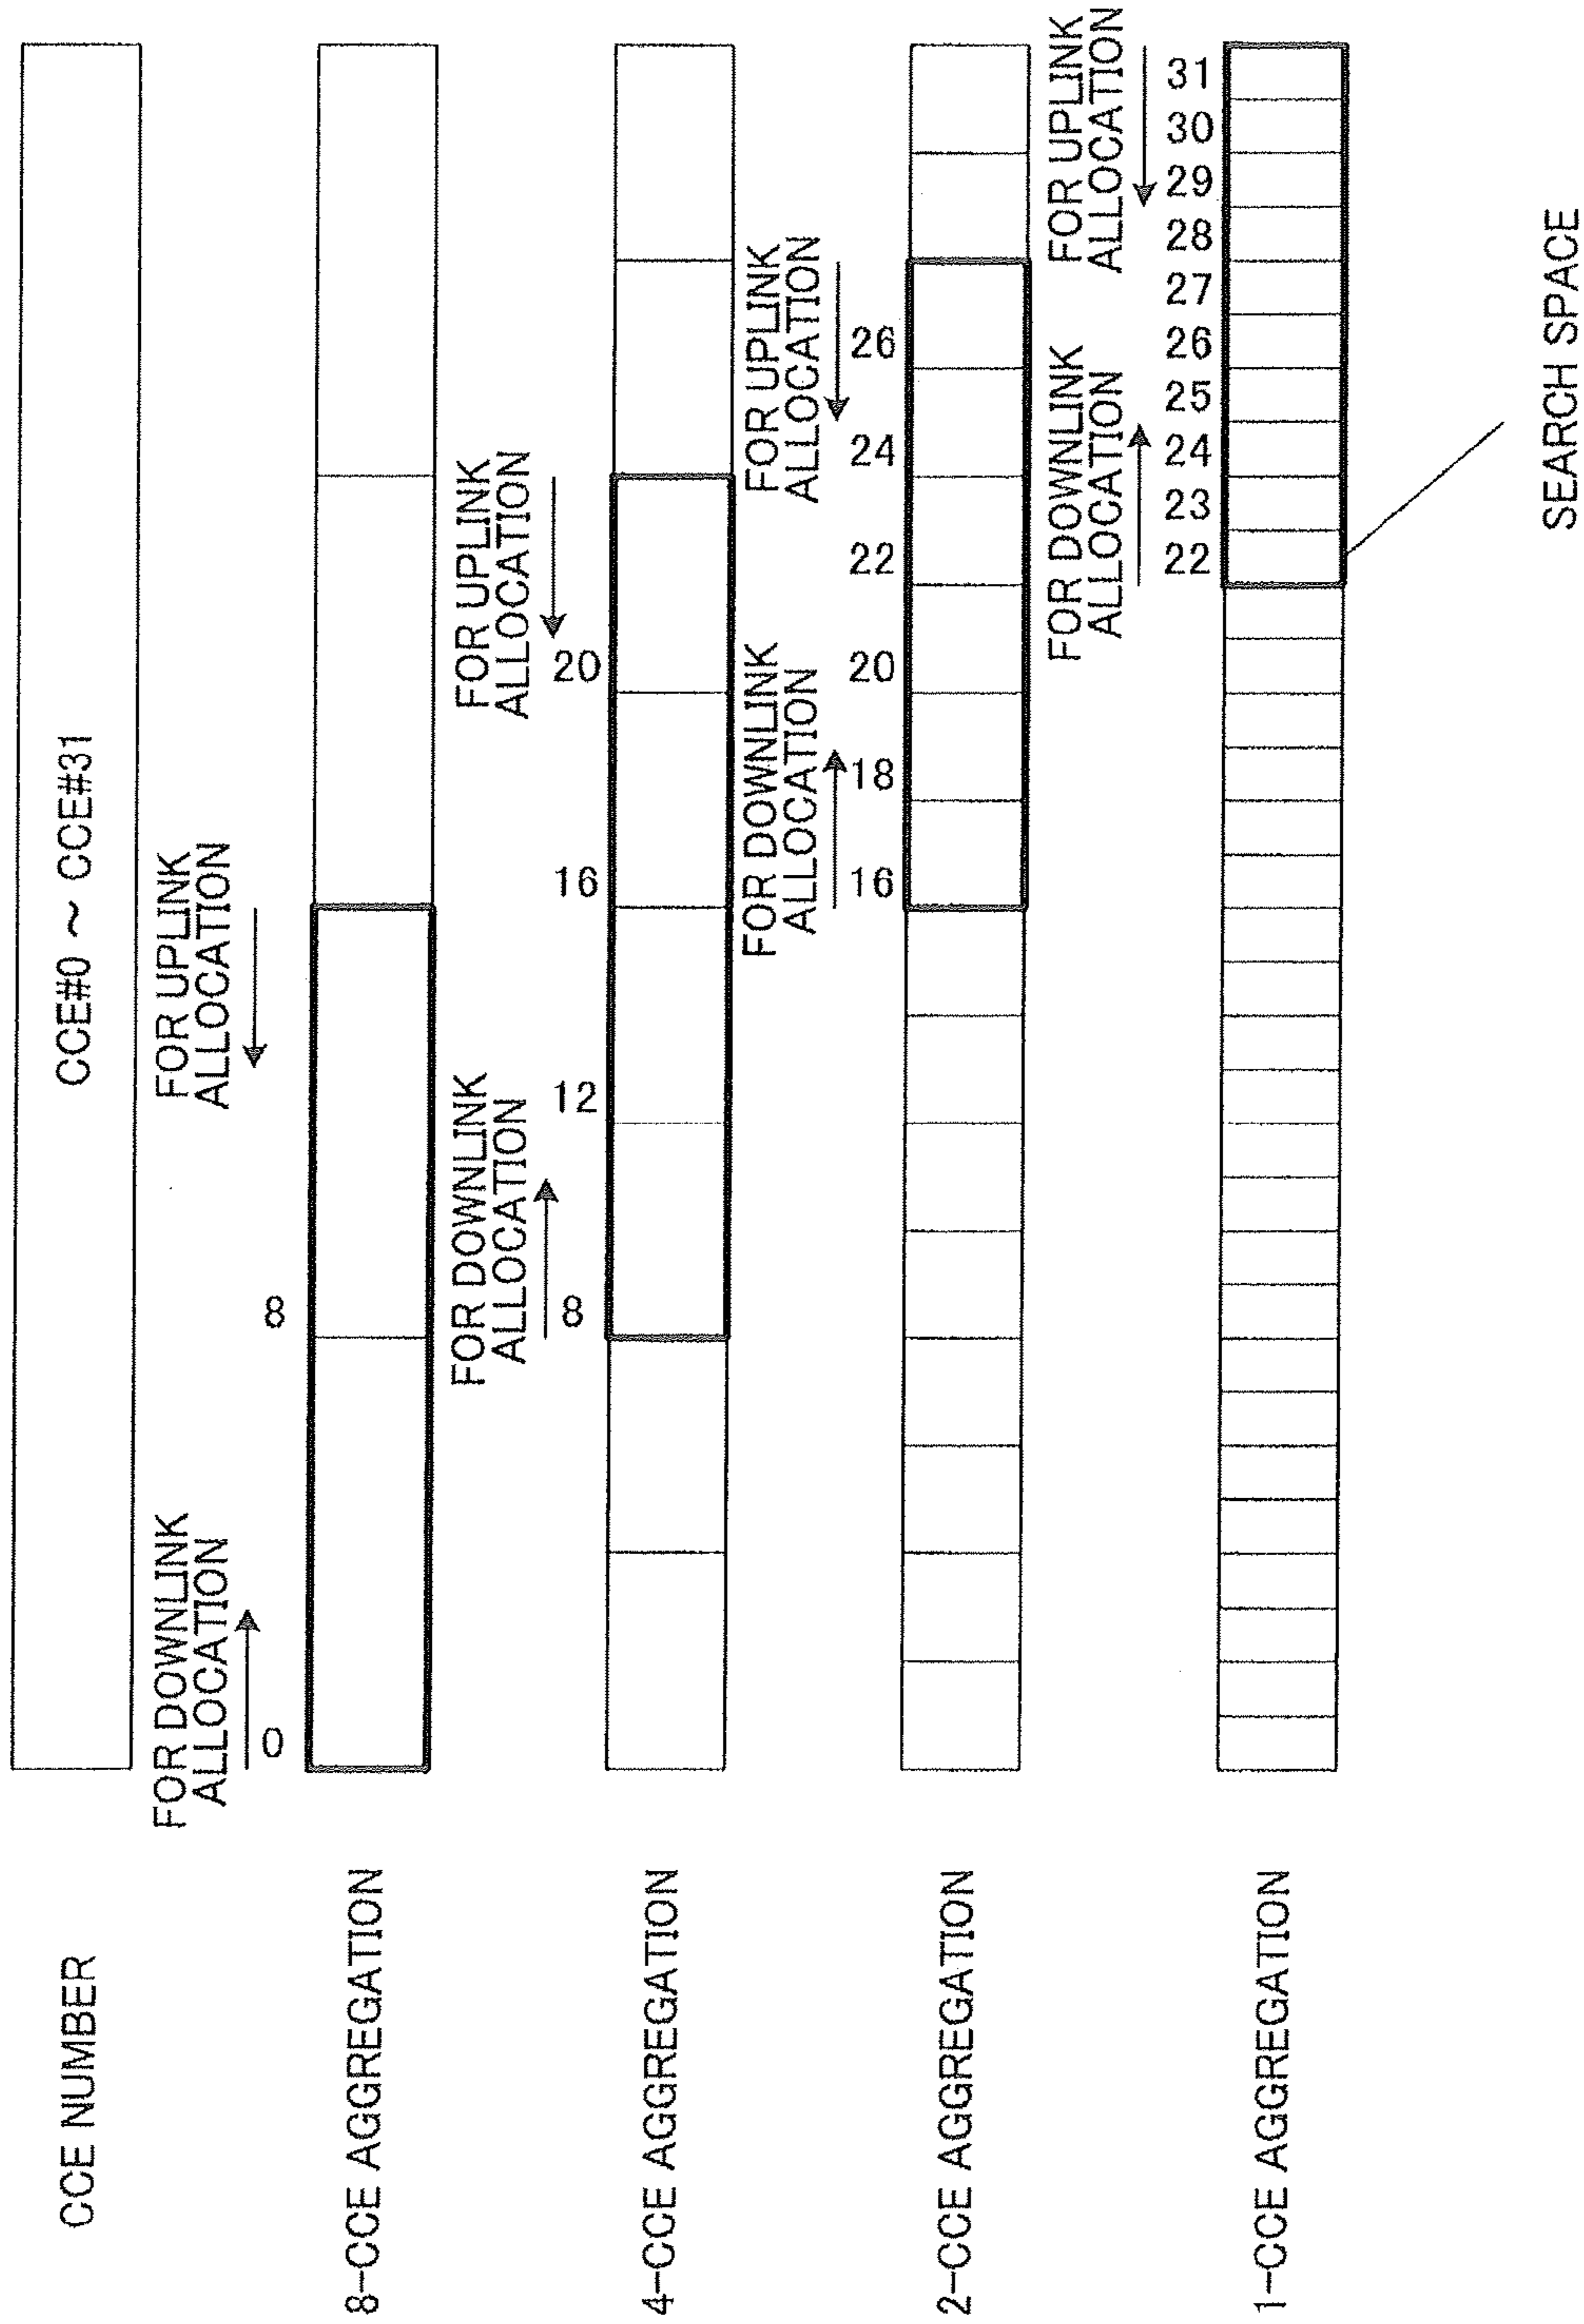 CCE NUMBER
CCE#0 ~ CCE#31
FOR DOWNLINK
ALLOCATION
FOR UPLINK
ALLOCATION
0
8
8-CCE AGGREGATION
FOR DOWNLINK
ALLOCATION
FOR UPLINK
ALLOCATION
8
12
16
20
4-CCE AGGREGATION
FOR DOWNLINK
ALLOCATION
FOR UPLINK
ALLOCATION
16
18
20
22
24
26
2-CCE AGGREGATION
FOR DOWNLINK
ALLOCATION
FOR UPLINK
ALLOCATION
22
23
24
25
26
27
28
29
30
31
1-CCE AGGREGATION
SEARCH SPACE